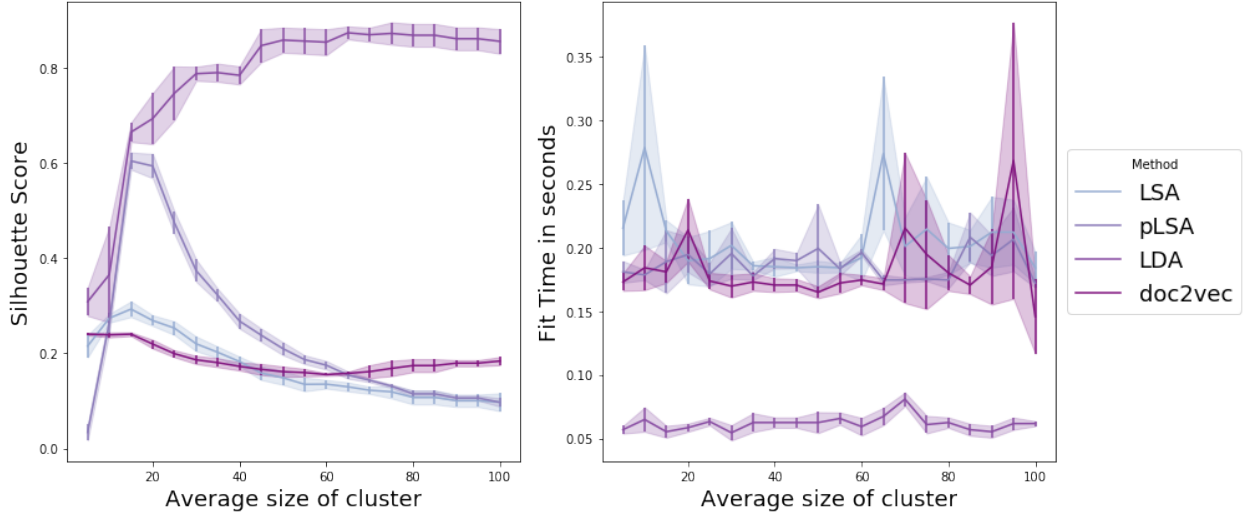 Silhouette Score
0.8
0.6
0.4
0.2
0.0
20
40
60
80
100
Average size of cluster
Fit Time in seconds
0.35
0.30
0.25
0.20
0.15
0.10
0.05
20
40
60
80
100
Average size of cluster
Method
LSA
pLSA
LDA
doc2vec